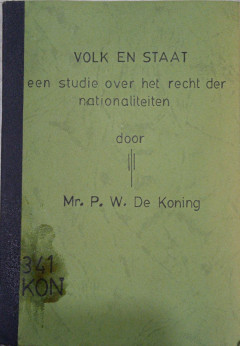 VOLK EN STAAT
een studie over het recht der
nationaliteiten
door
Mr. P. W. De Koning
341
KON